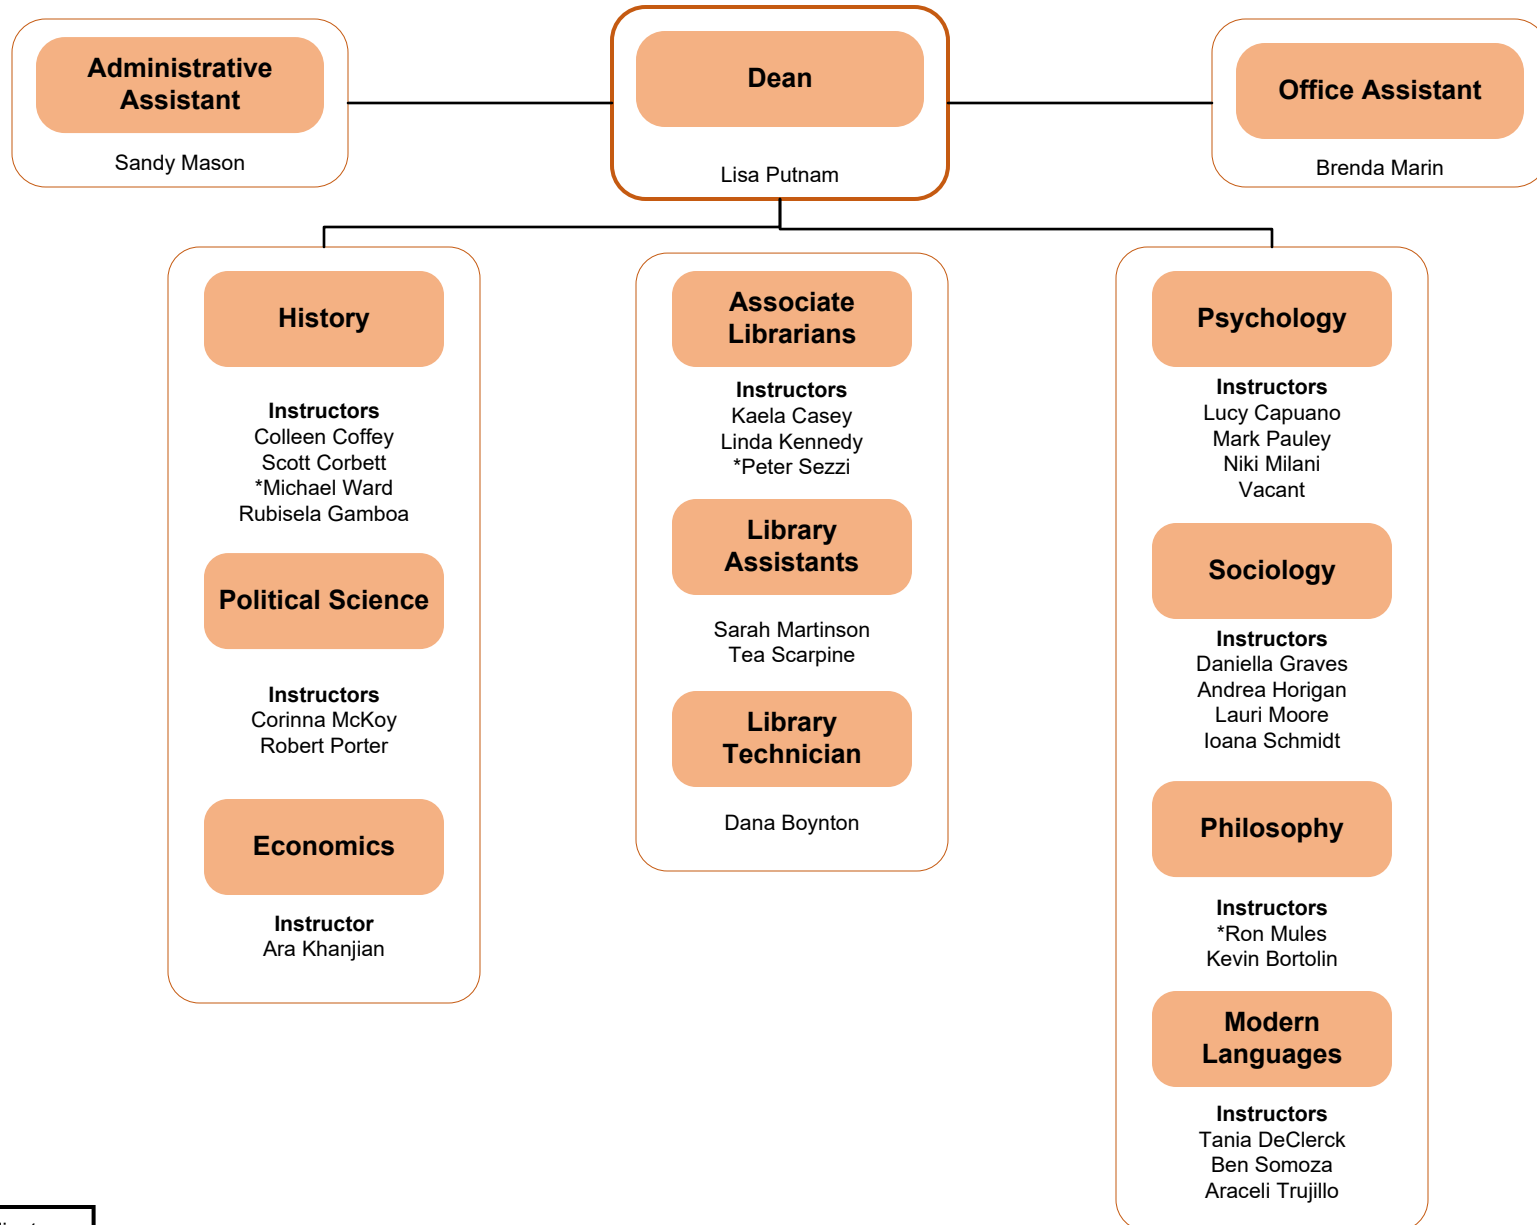 Administrative
Assistant
Sandy Mason
Dean
Lisa Putnam
Office Assistant
Brenda Marin
History
Instructors
Colleen Coffey
Scott Corbett
*Michael Ward
Rubisela Gamboa
Political Science
Instructors
Corinna McKoy
Robert Porter
Economics
Instructor
Ara Khanjian
Associate
Librarians
Instructors
Kaela Casey
Linda Kennedy
*Peter Sezzi
Library
Assistants
Sarah Martinson
Tea Scarpine
Library
Technician
Dana Boynton
Psychology
Instructors
Lucy Capuano
Mark Pauley
Niki Milani
Vacant
Sociology
Instructors
Daniella Graves
Andrea Horigan
Lauri Moore
Ioana Schmidt
Philosophy
Instructors
*Ron Mules
Kevin Bortolin
Modern
Languages
Instructors
Tania DeClerck
Ben Somoza
Araceli Trujillo